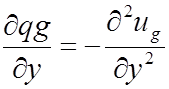 ∂qg/∂y = −∂²u_g/∂y²